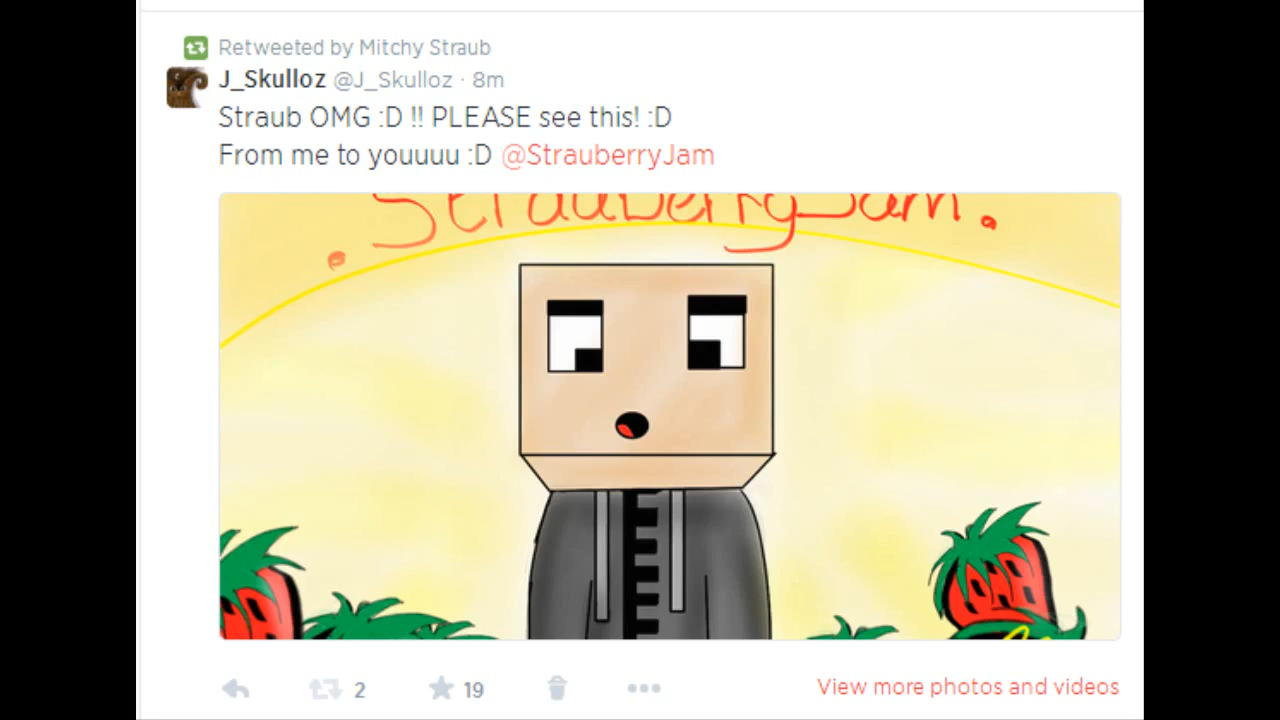 Retweeted by Mitchy Straub
J_Skulloz @J_Skulloz · 8m
Straub OMG :D !! PLEASE see this! :D
From me to youuuu :D @StrauberryJam
.StrauberryJam.
2 19 View more photos and videos